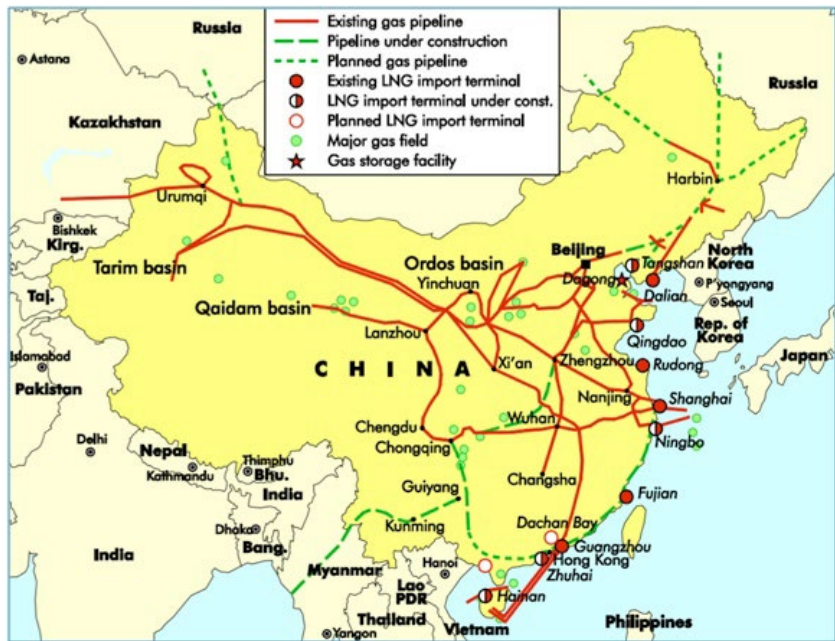 Existing gas pipeline
Pipeline under construction
Planned gas pipeline
Existing LNG import terminal
LNG import terminal under const.
Planned LNG import terminal
Major gas field
Gas storage facility
Russia
Astana
Kazakhstan
Russia
Harbin
Urumqi
Bishkek
Kirg.
Tarim basin
Taj.
Qaidam basin
Ordos basin
Yinchuan
Beijing
Dagong
Tangshan
Dalian
North
Korea
P'yongyang
Seoul
Rep. of
Korea
Japan
Islamabad
Pakistan
Lanzhou
CHINA
Xi'an
Zhengzhou
Qingdao
Rudong
Nanjing
Shanghai
Ningbo
Wuhan
Chengdu
Chongqing
Changsha
Delhi
Nepal
Kathmandu
Thimphu
Bhu.
India
Guiyang
Kunming
Fujian
Dachan Bay
Guangzhou
Hong Kong
Zhuhai
Hainan
Dhaka
Bang.
India
Myanmar
Hanoi
Lao
PDR
Thailand
Vietnam
Yangon
Philippines